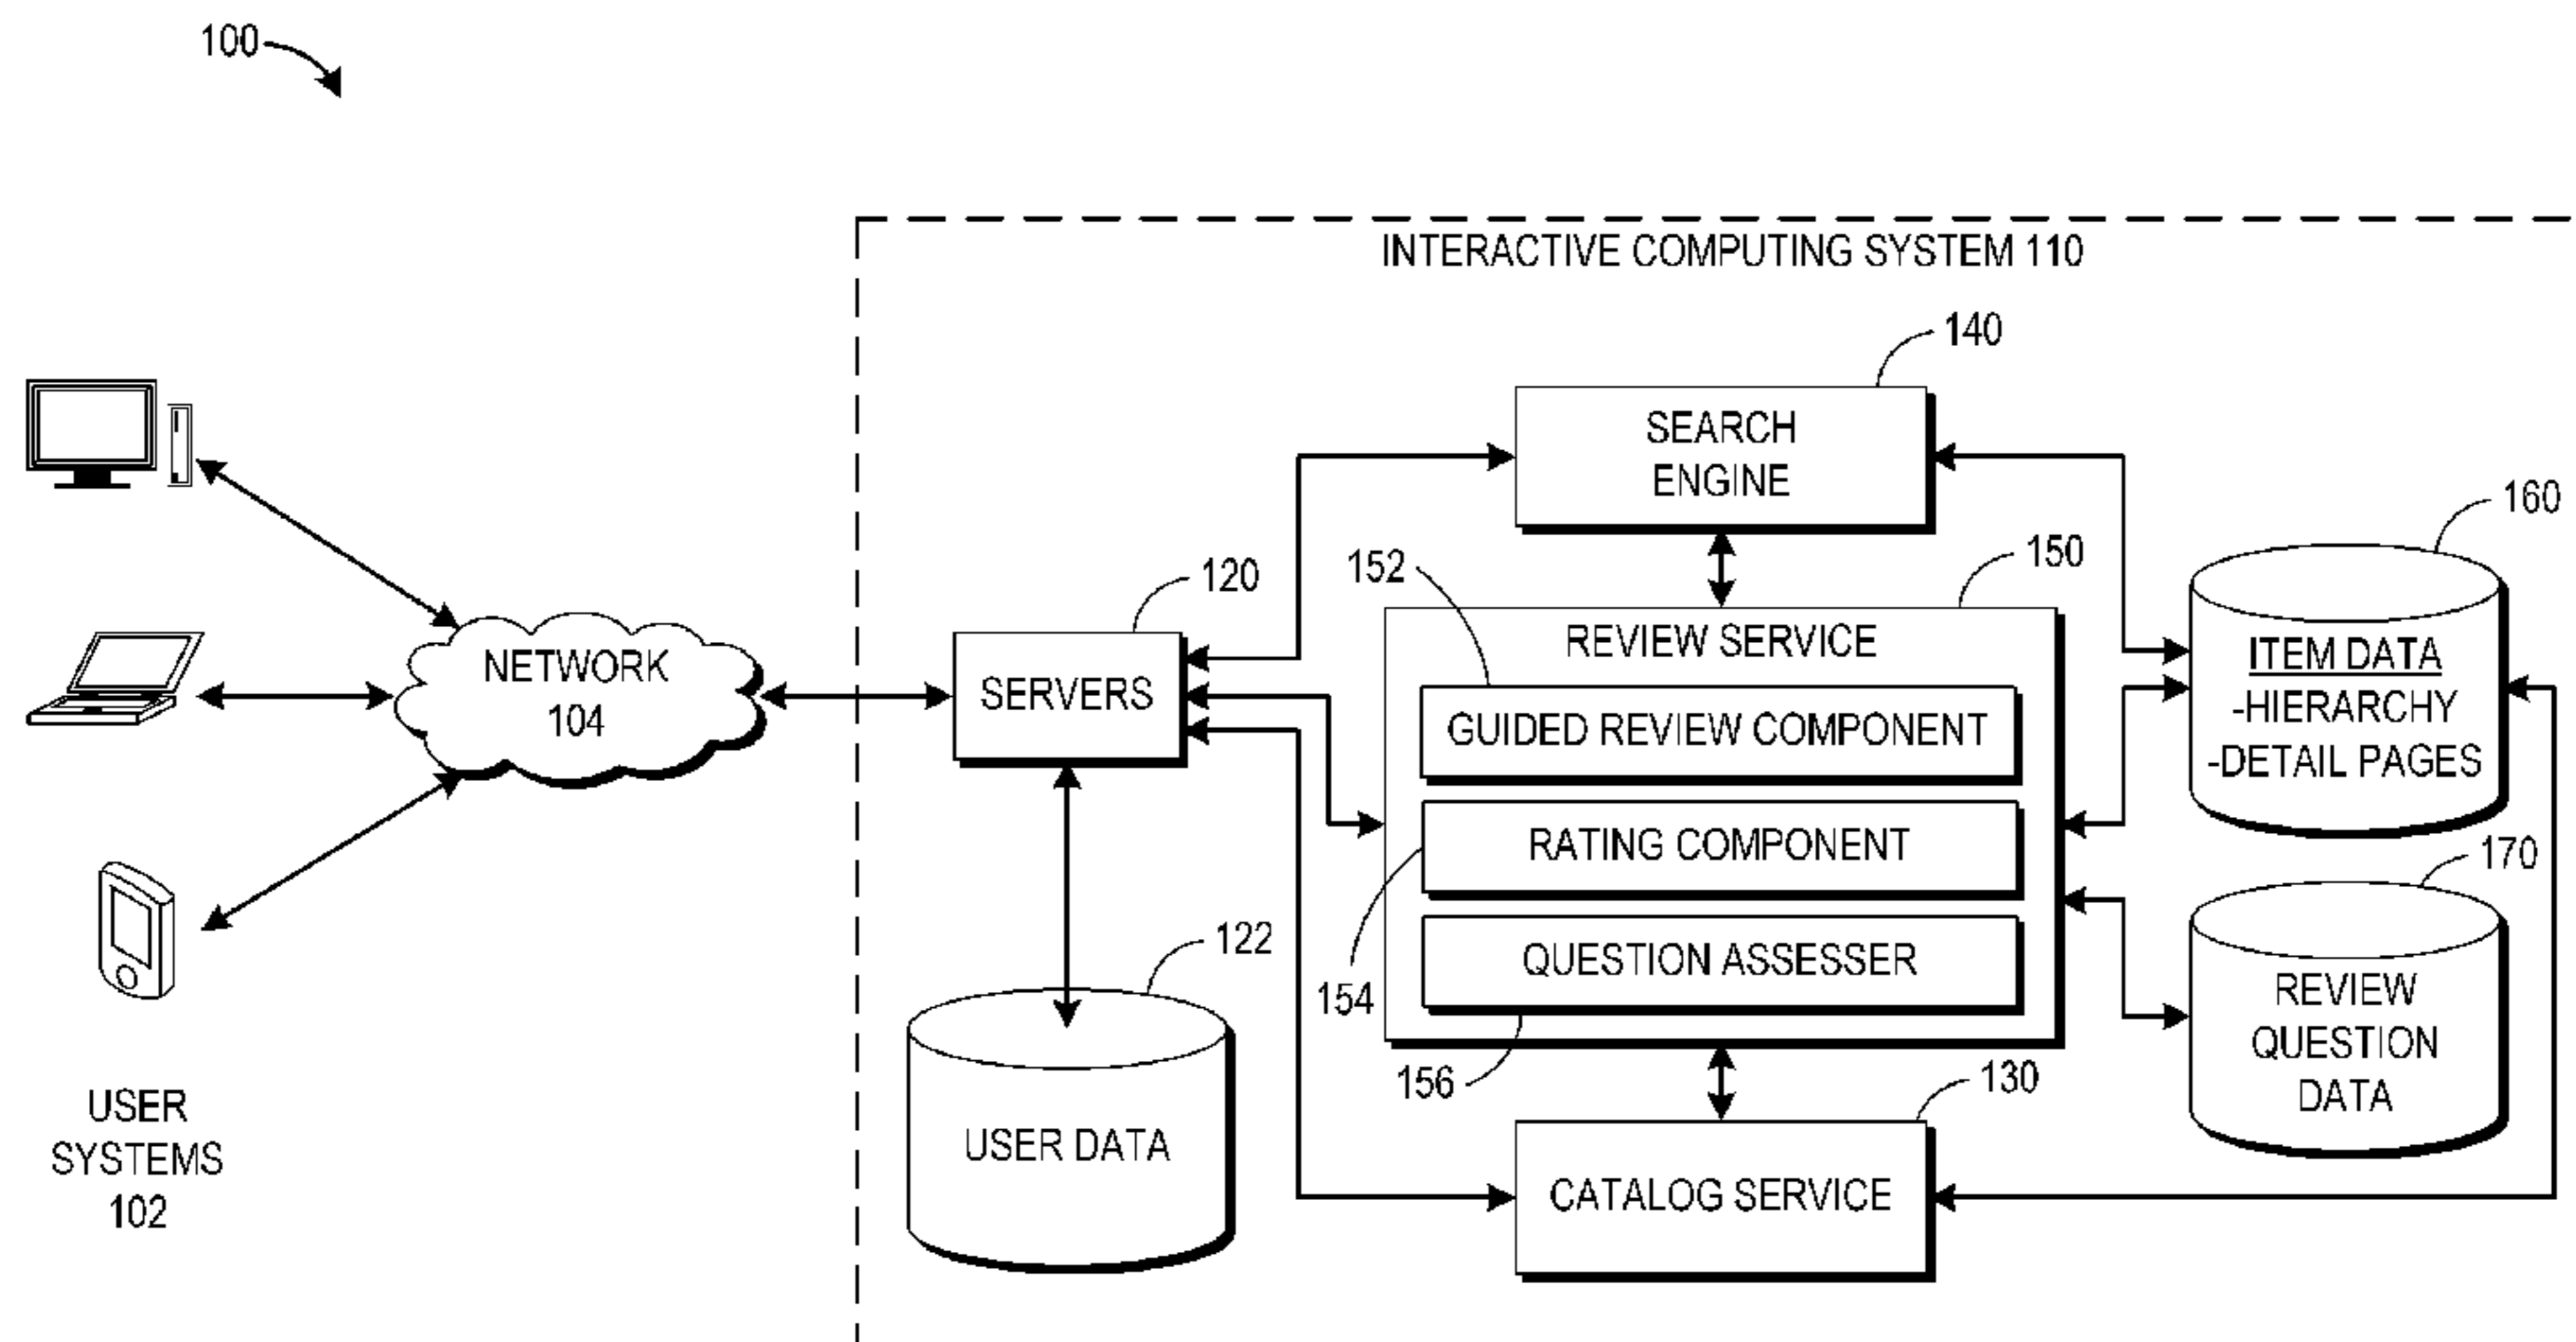 100
INTERACTIVE COMPUTING SYSTEM 110
140
SEARCH
ENGINE
160
150
152
120
REVIEW SERVICE
ITEM DATA
-HIERARCHY
-DETAIL PAGES
NETWORK
104
SERVERS
GUIDED REVIEW COMPONENT
RATING COMPONENT
170
122
154
QUESTION ASSESSER
REVIEW
QUESTION
DATA
156
130
USER
SYSTEMS
102
USER DATA
CATALOG SERVICE